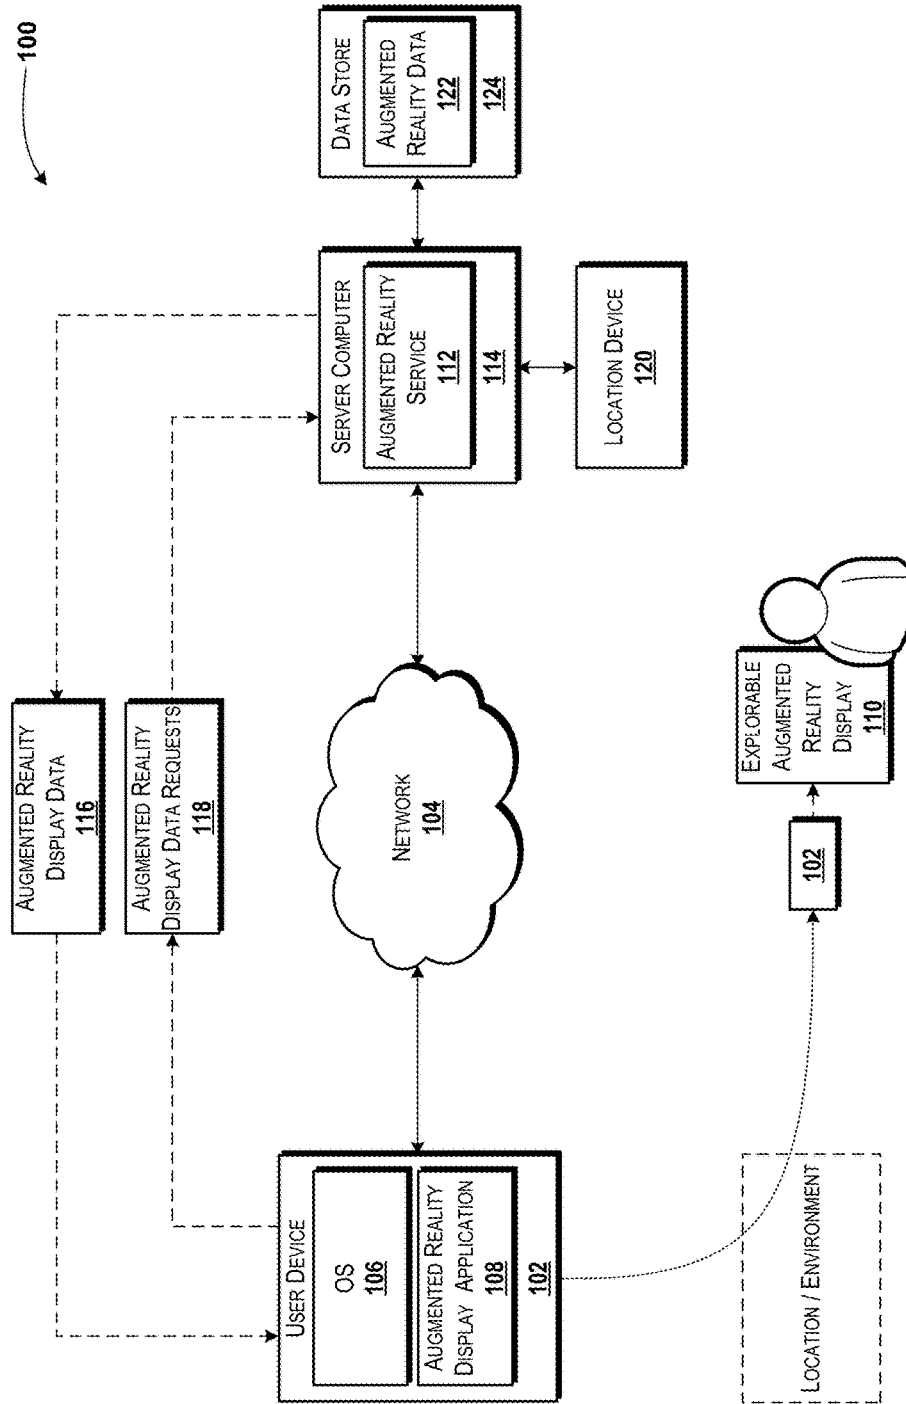 100
AUGMENTED REALITY
DISPLAY DATA
116
AUGMENTED REALITY
DISPLAY DATA REQUESTS
118
USER DEVICE
OS
106
AUGMENTED REALITY
DISPLAY APPLICATION
108
102
NETWORK
104
SERVER COMPUTER
AUGMENTED REALITY
SERVICE
112
114
DATA STORE
AUGMENTED
REALITY DATA
122
124
LOCATION DEVICE
120
LOCATION / ENVIRONMENT
102
EXPLORABLE
AUGMENTED
REALITY
DISPLAY
110